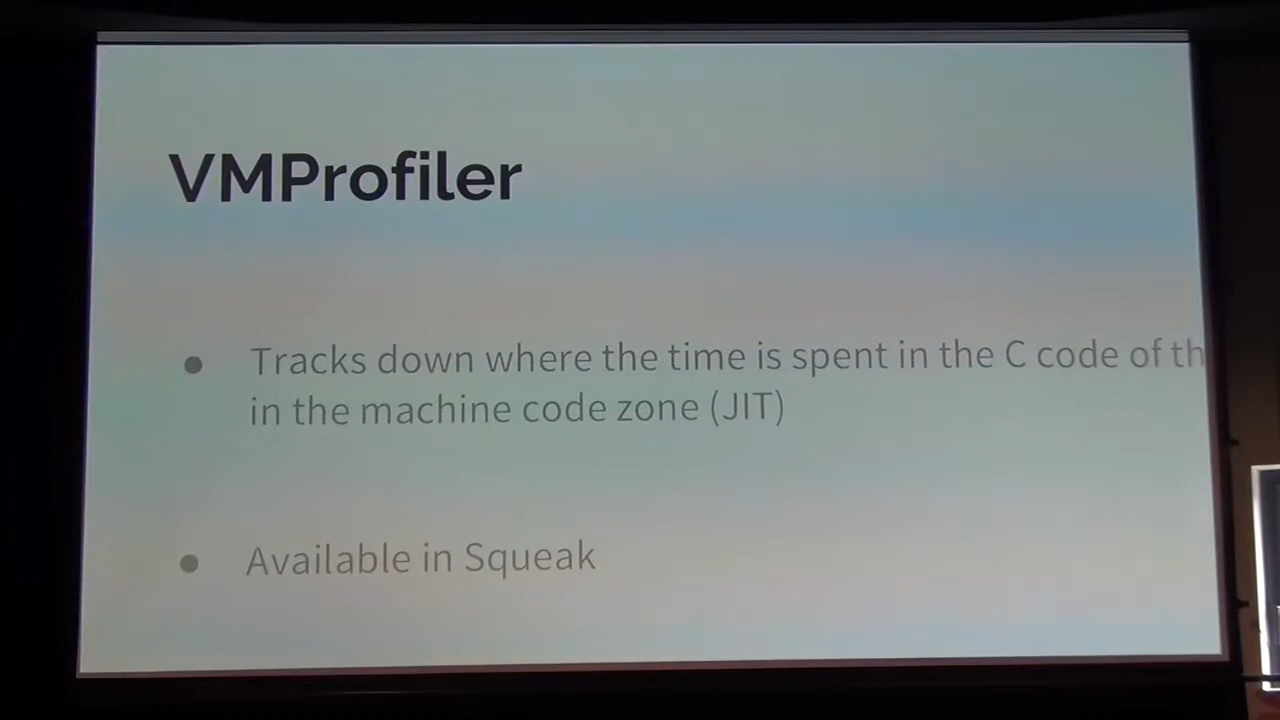 VMProfiler
● Tracks down where the time is spent in the C code of
in the machine code zone (JIT)
● Available in Squeak